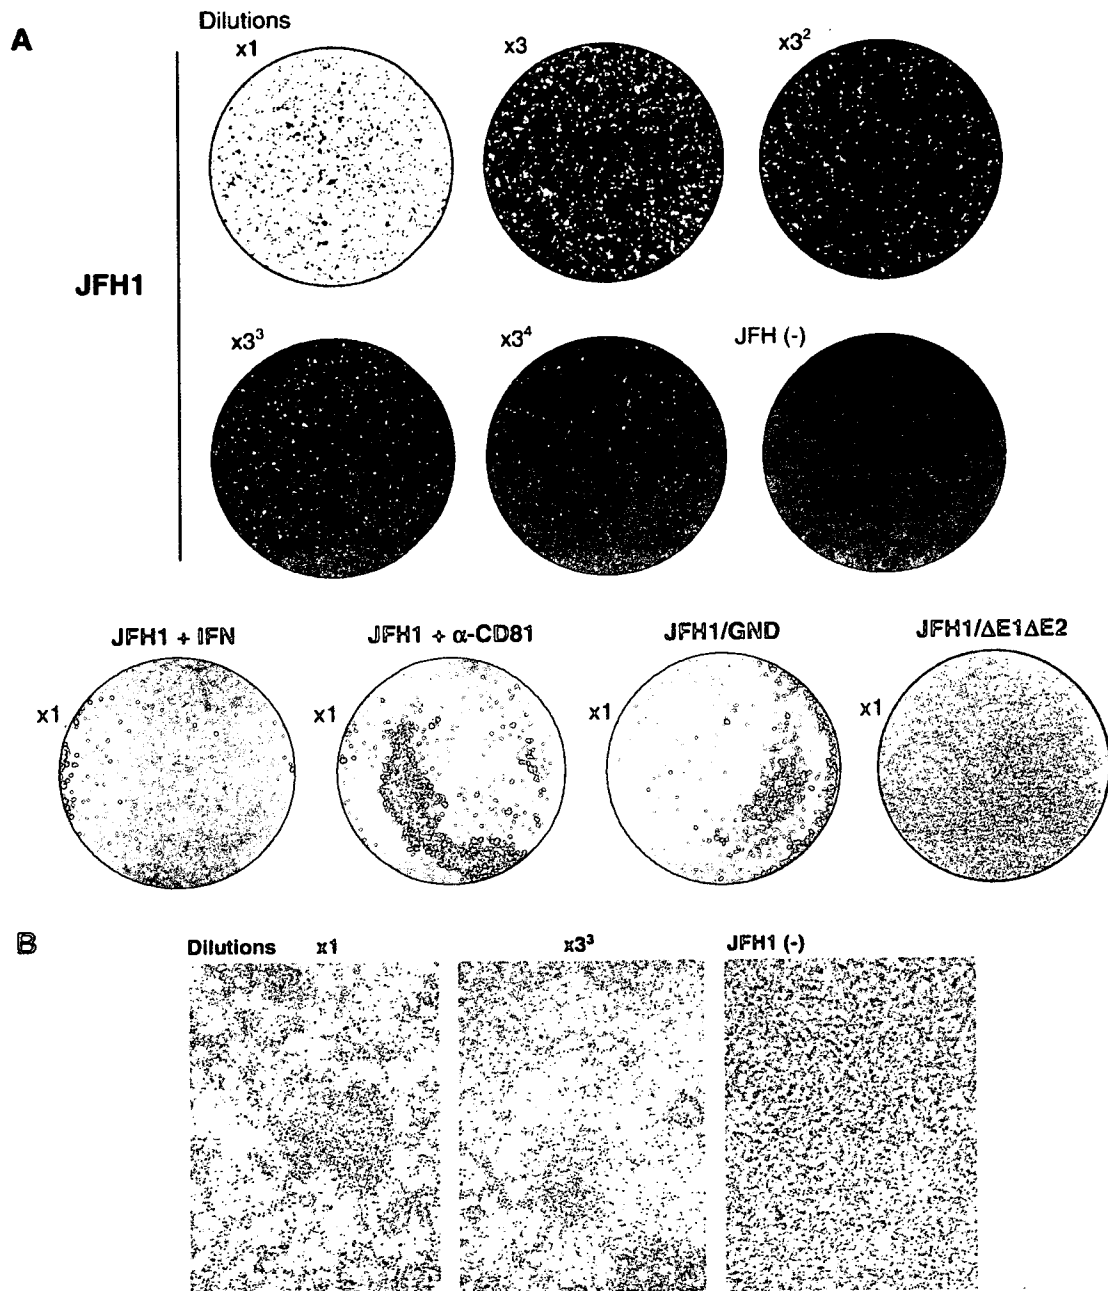 A
Dilutions
x1
x3
x3²
JFH1
x3³
x3⁴
JFH (-)
JFH1 + IFN
JFH1 + α-CD81
JFH1/GND
JFH1/ΔE1ΔE2
x1
x1
x1
x1
B
Dilutions x1
x3³
JFH1 (-)